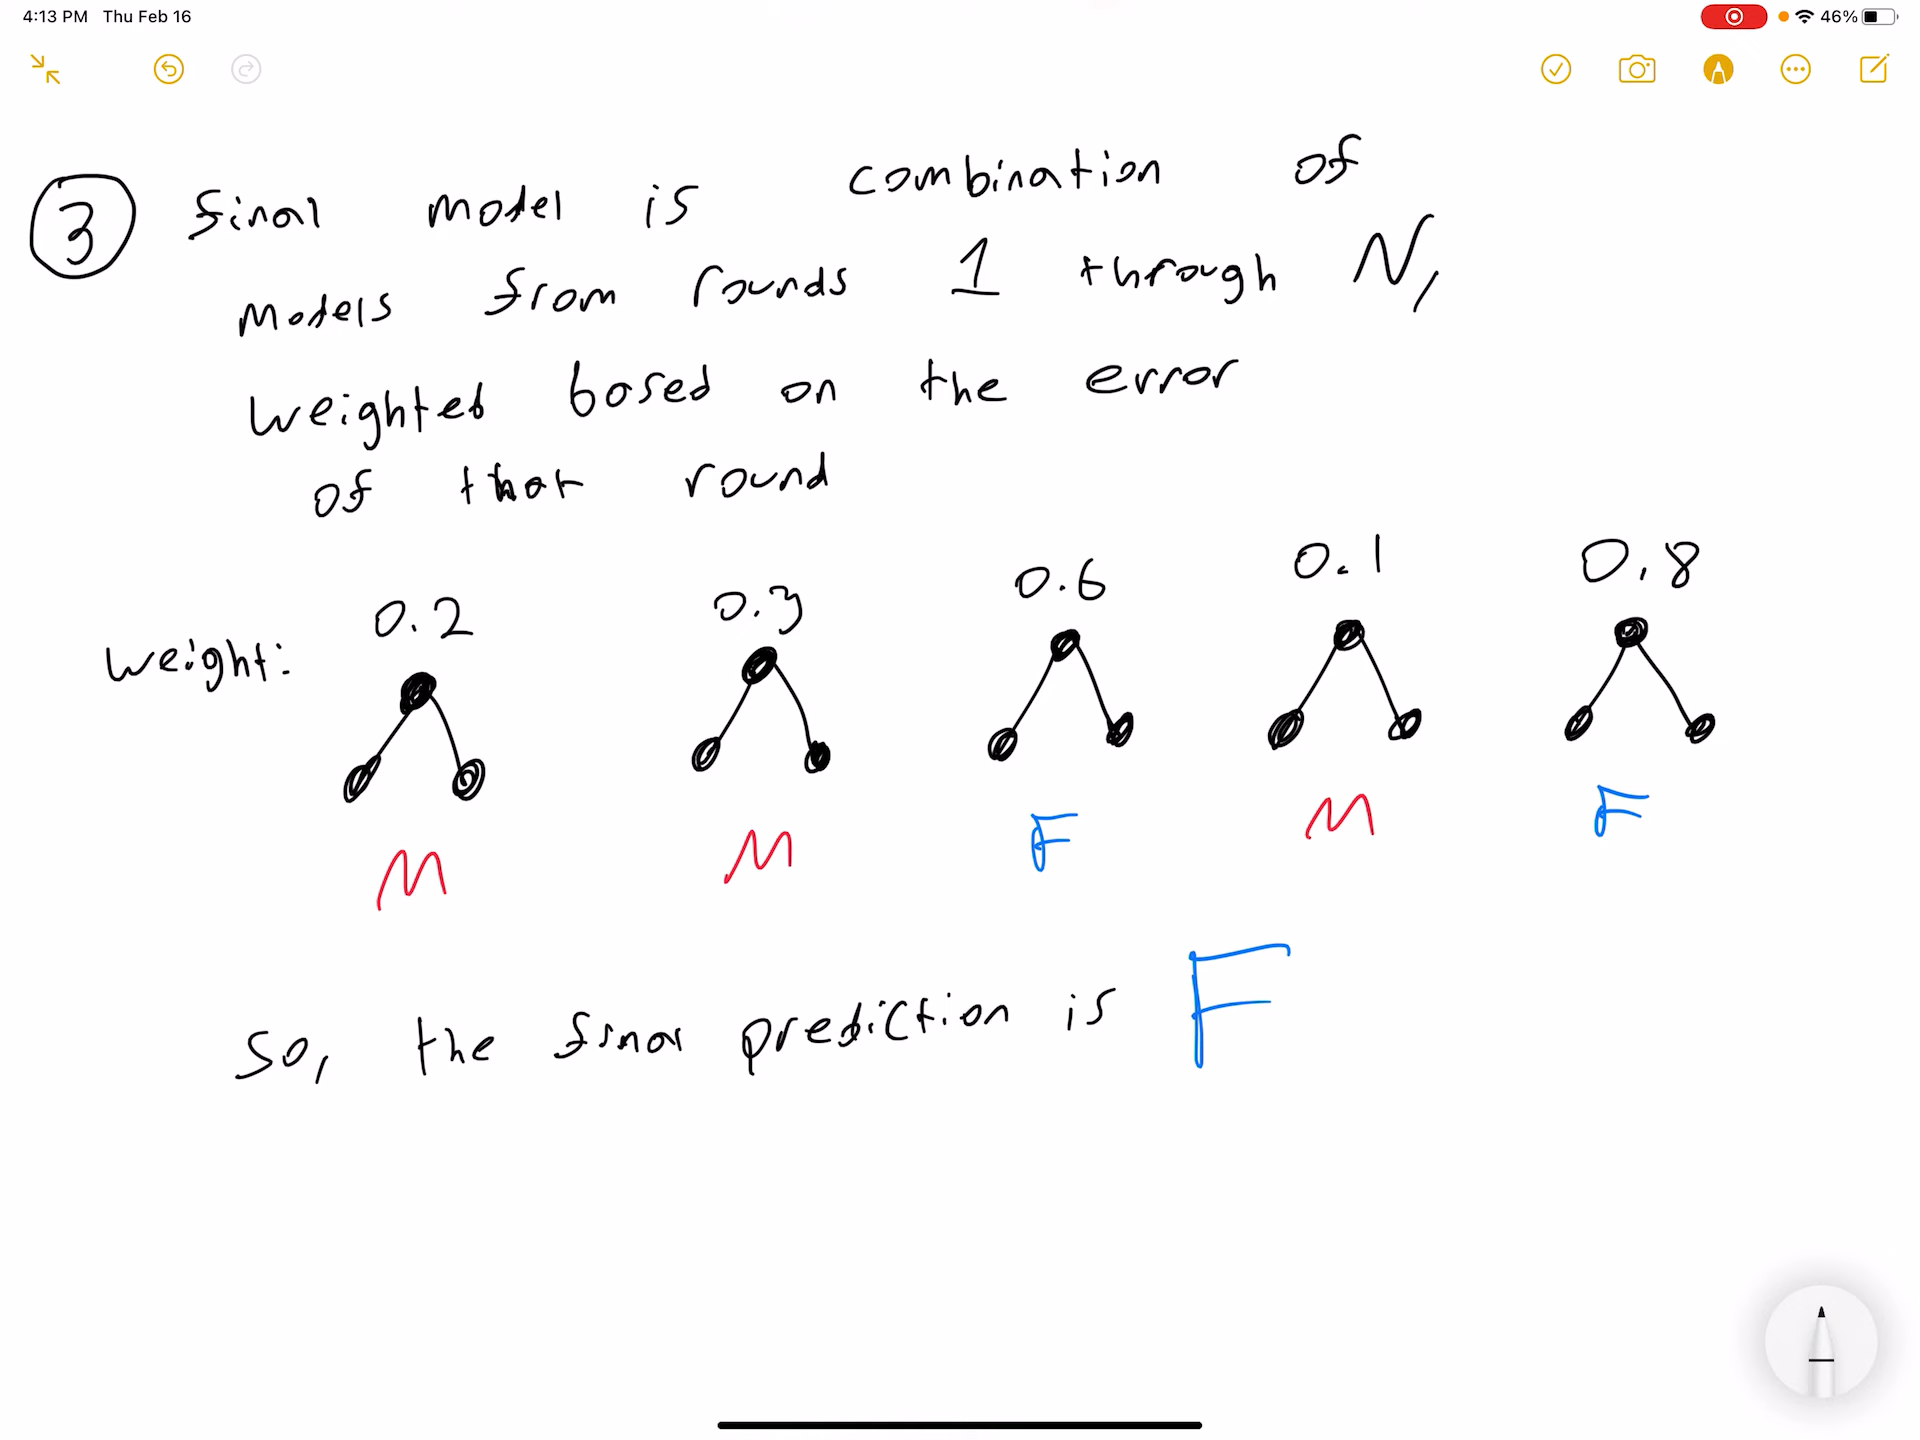 4:13 PM Thu Feb 16
46%
3 final model is combination of
models from rounds 1 through N,
weighted based on the error
of that round
0.2 0.3 0.6 0.1 0.8
weight:
M M F M F
So, the final prediction is F